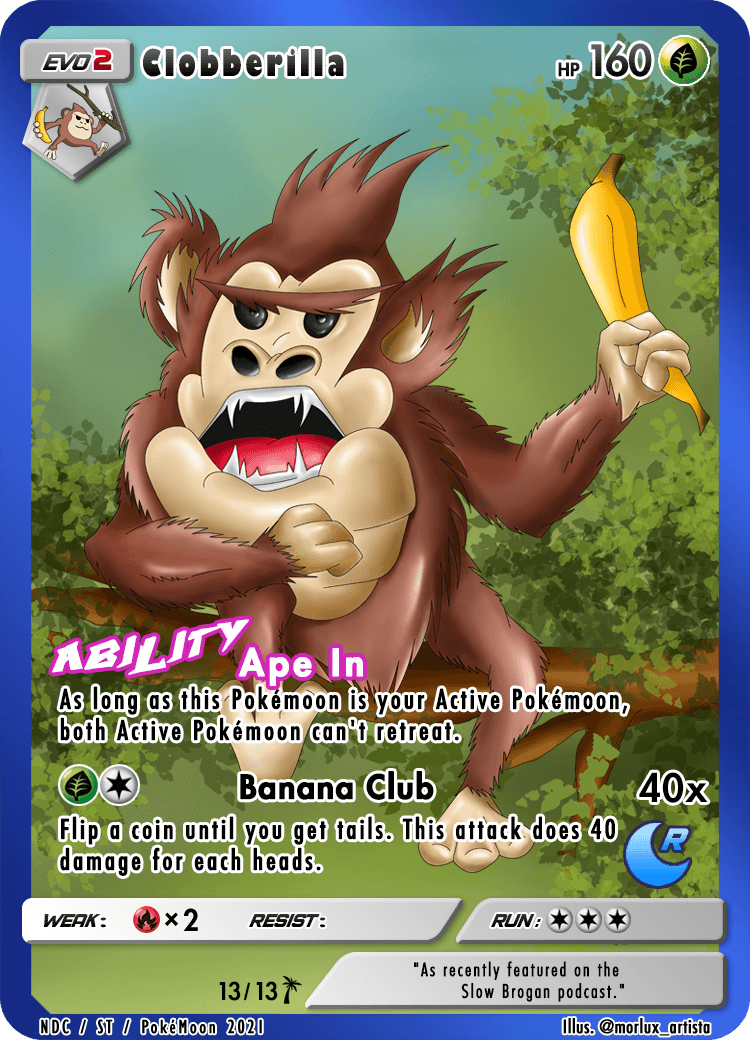 EVO2 Clobberilla HP 160
ABILITY Ape In
As long as this Pokémoon is your Active Pokémoon,
both Active Pokémoon can't retreat.
Banana Club 40x
Flip a coin until you get tails. This attack does 40
damage for each heads.
R
WEAK: ×2 RESIST: RUN:
13/13
"As recently featured on the
Slow Brogan podcast."
NDC / ST / PokéMoon 2021 Illus. @morlux_artista